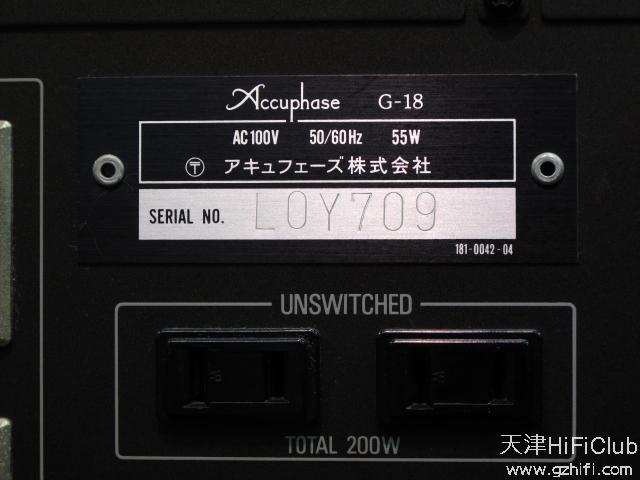 Accuphase G-18
AC100V 50/60Hz 55W
〒 アキュフェーズ株式会社
SERIAL NO. LOY709
181-0042-04
UNSWITCHED
W W
TOTAL 200W
天津HiFiClub
www.gzhifi.com